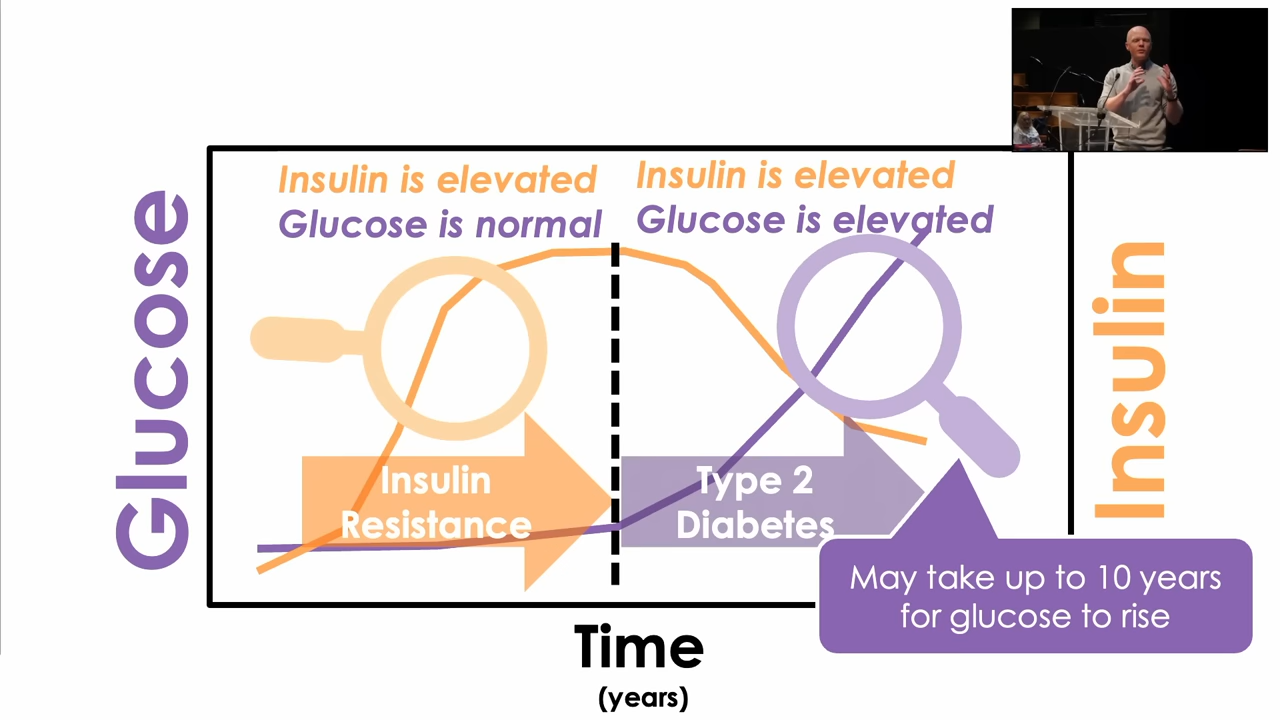 Insulin is elevated
Glucose is normal
Insulin is elevated
Glucose is elevated
Glucose
Insulin
Insulin
Resistance
Type 2
Diabetes
May take up to 10 years
for glucose to rise
Time
(years)